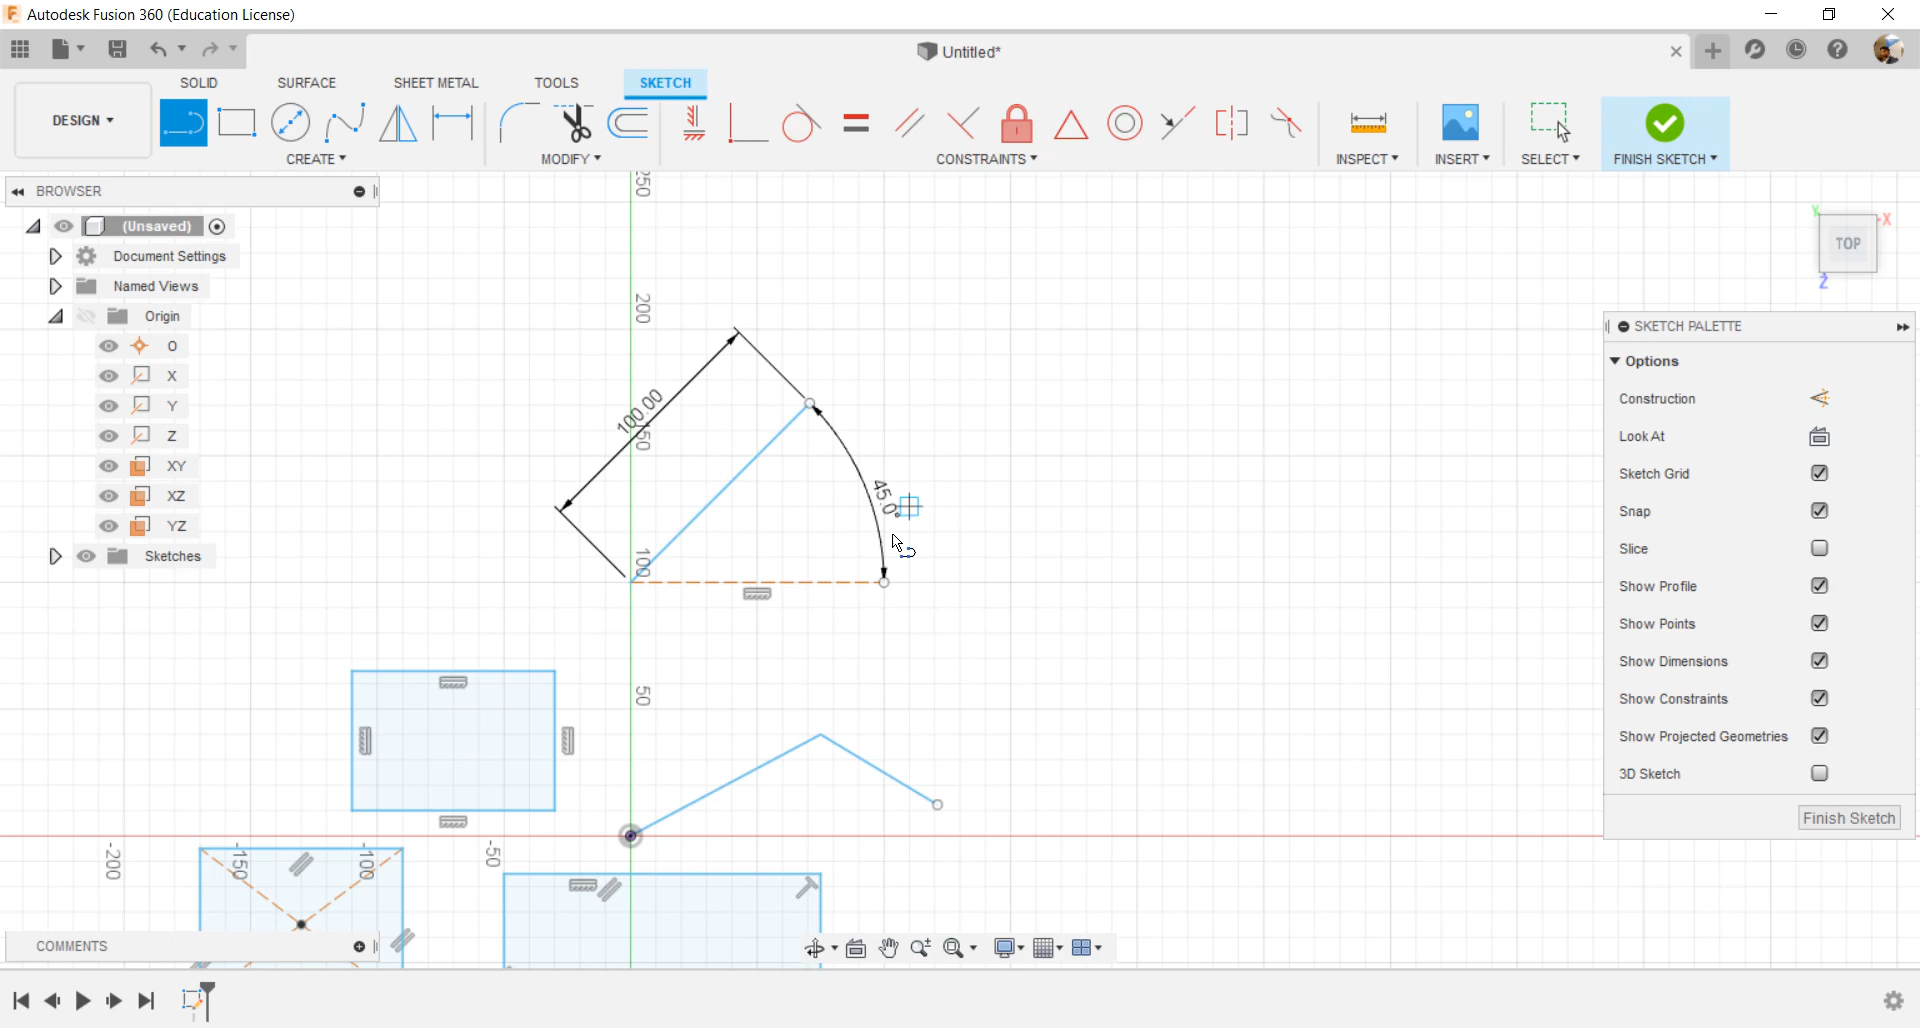 Autodesk Fusion 360 (Education License)
Untitled*
SOLID
SURFACE
SHEET METAL
TOOLS
SKETCH
DESIGN
CREATE
MODIFY
CONSTRAINTS
INSPECT
INSERT
SELECT
FINISH SKETCH
BROWSER
(Unsaved)
Document Settings
Named Views
Origin
O
X
Y
Z
XY
XZ
YZ
Sketches
250
200
150
100
50
100.00
45.0°
-200
-150
-100
-50
Y
X
TOP
Z
SKETCH PALETTE
Options
Construction
Look At
Sketch Grid
Snap
Slice
Show Profile
Show Points
Show Dimensions
Show Constraints
Show Projected Geometries
3D Sketch
Finish Sketch
COMMENTS